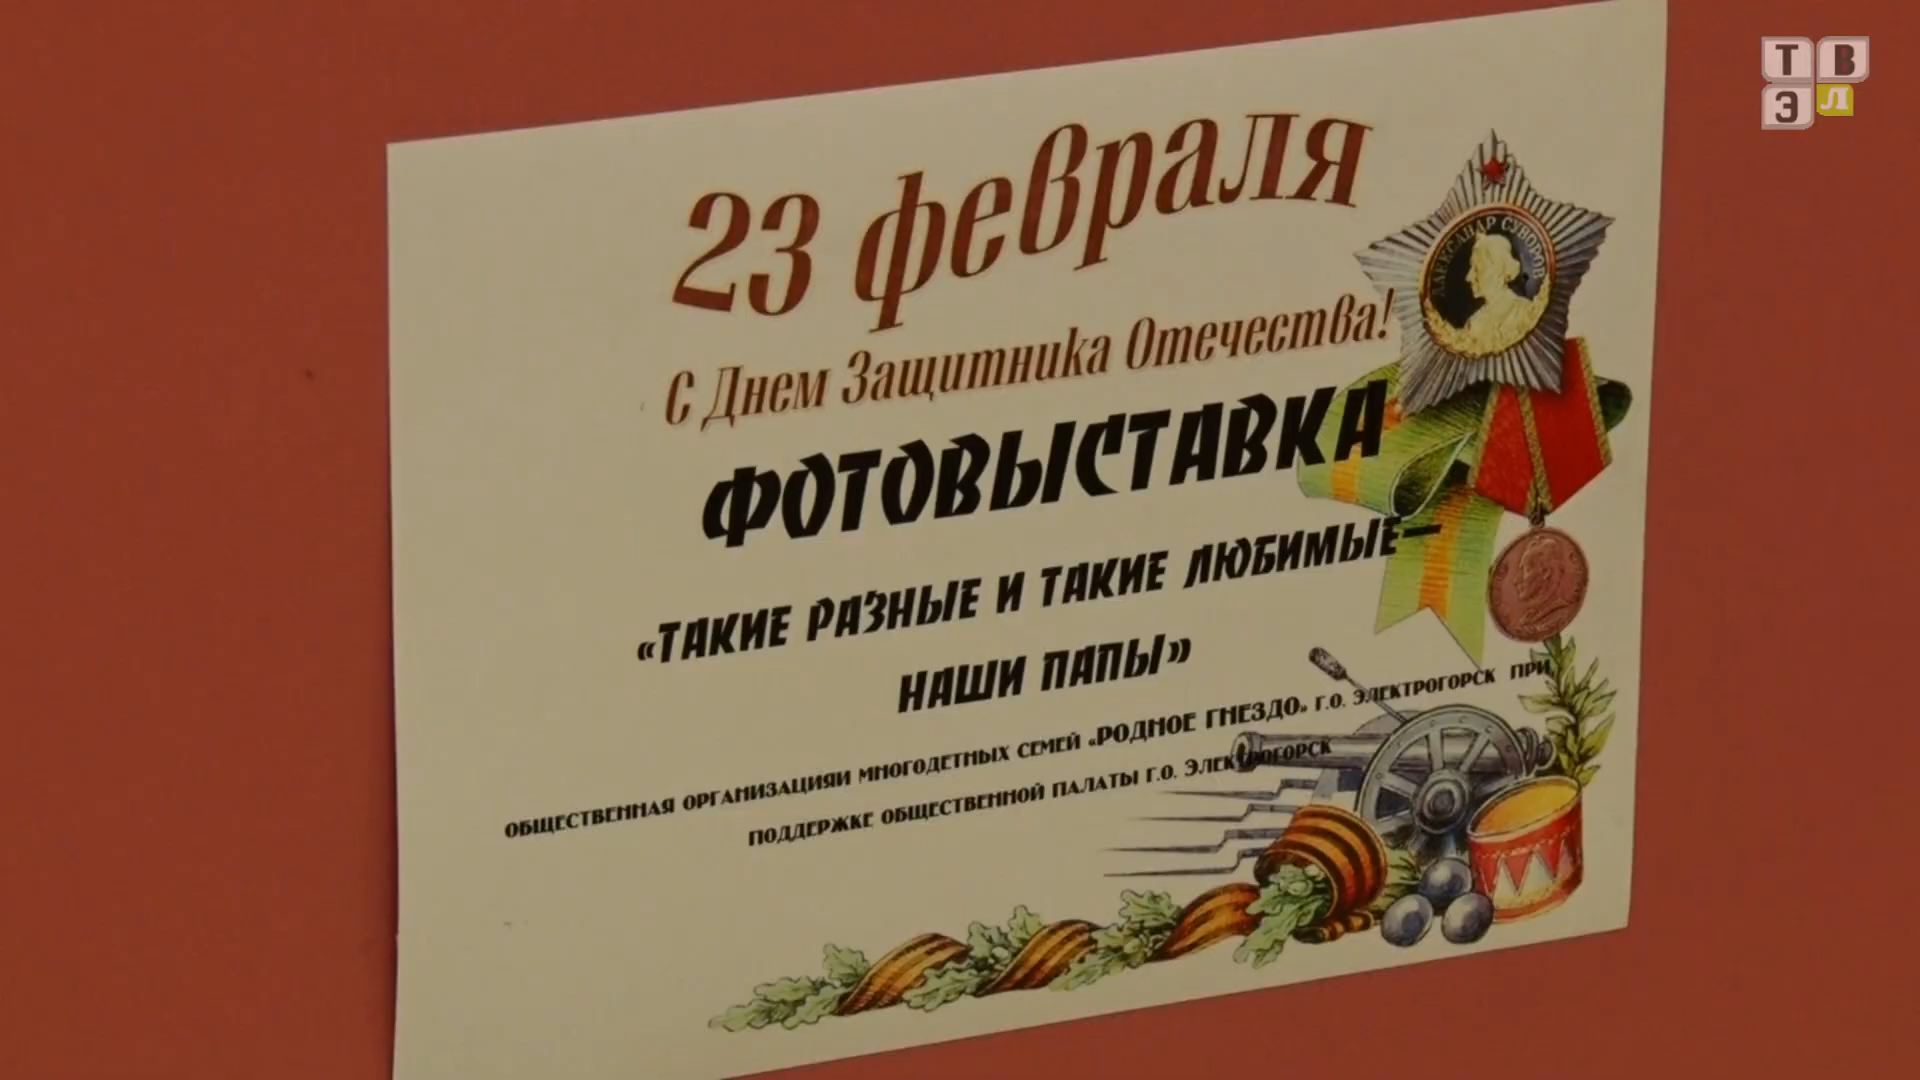 ТВ
ЭЛ
23 февраля
С Днем Защитника Отечества!
АЛЕКСАНДР СУВОРОВ
ФОТОВЫСТАВКА
«ТАКИЕ РАЗНЫЕ И ТАКИЕ ЛЮБИМЫЕ—
НАШИ ПАПЫ»
ОБЩЕСТВЕННАЯ ОРГАНИЗАЦИЯИ МНОГОДЕТНЫХ СЕМЕЙ «РОДНОЕ ГНЕЗДО» Г.О. ЭЛЕКТРОГОРСК ПРИ
ПОДДЕРЖКЕ ОБЩЕСТВЕННОЙ ПАЛАТЫ Г.О. ЭЛЕКТРОГОРСК